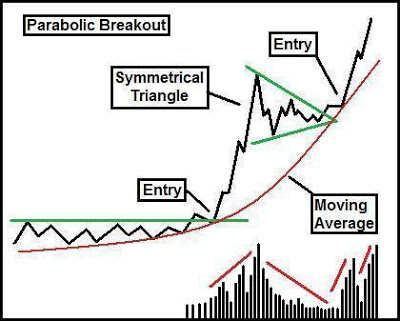 Parabolic Breakout
Entry
Symmetrical
Triangle
Entry
Moving
Average